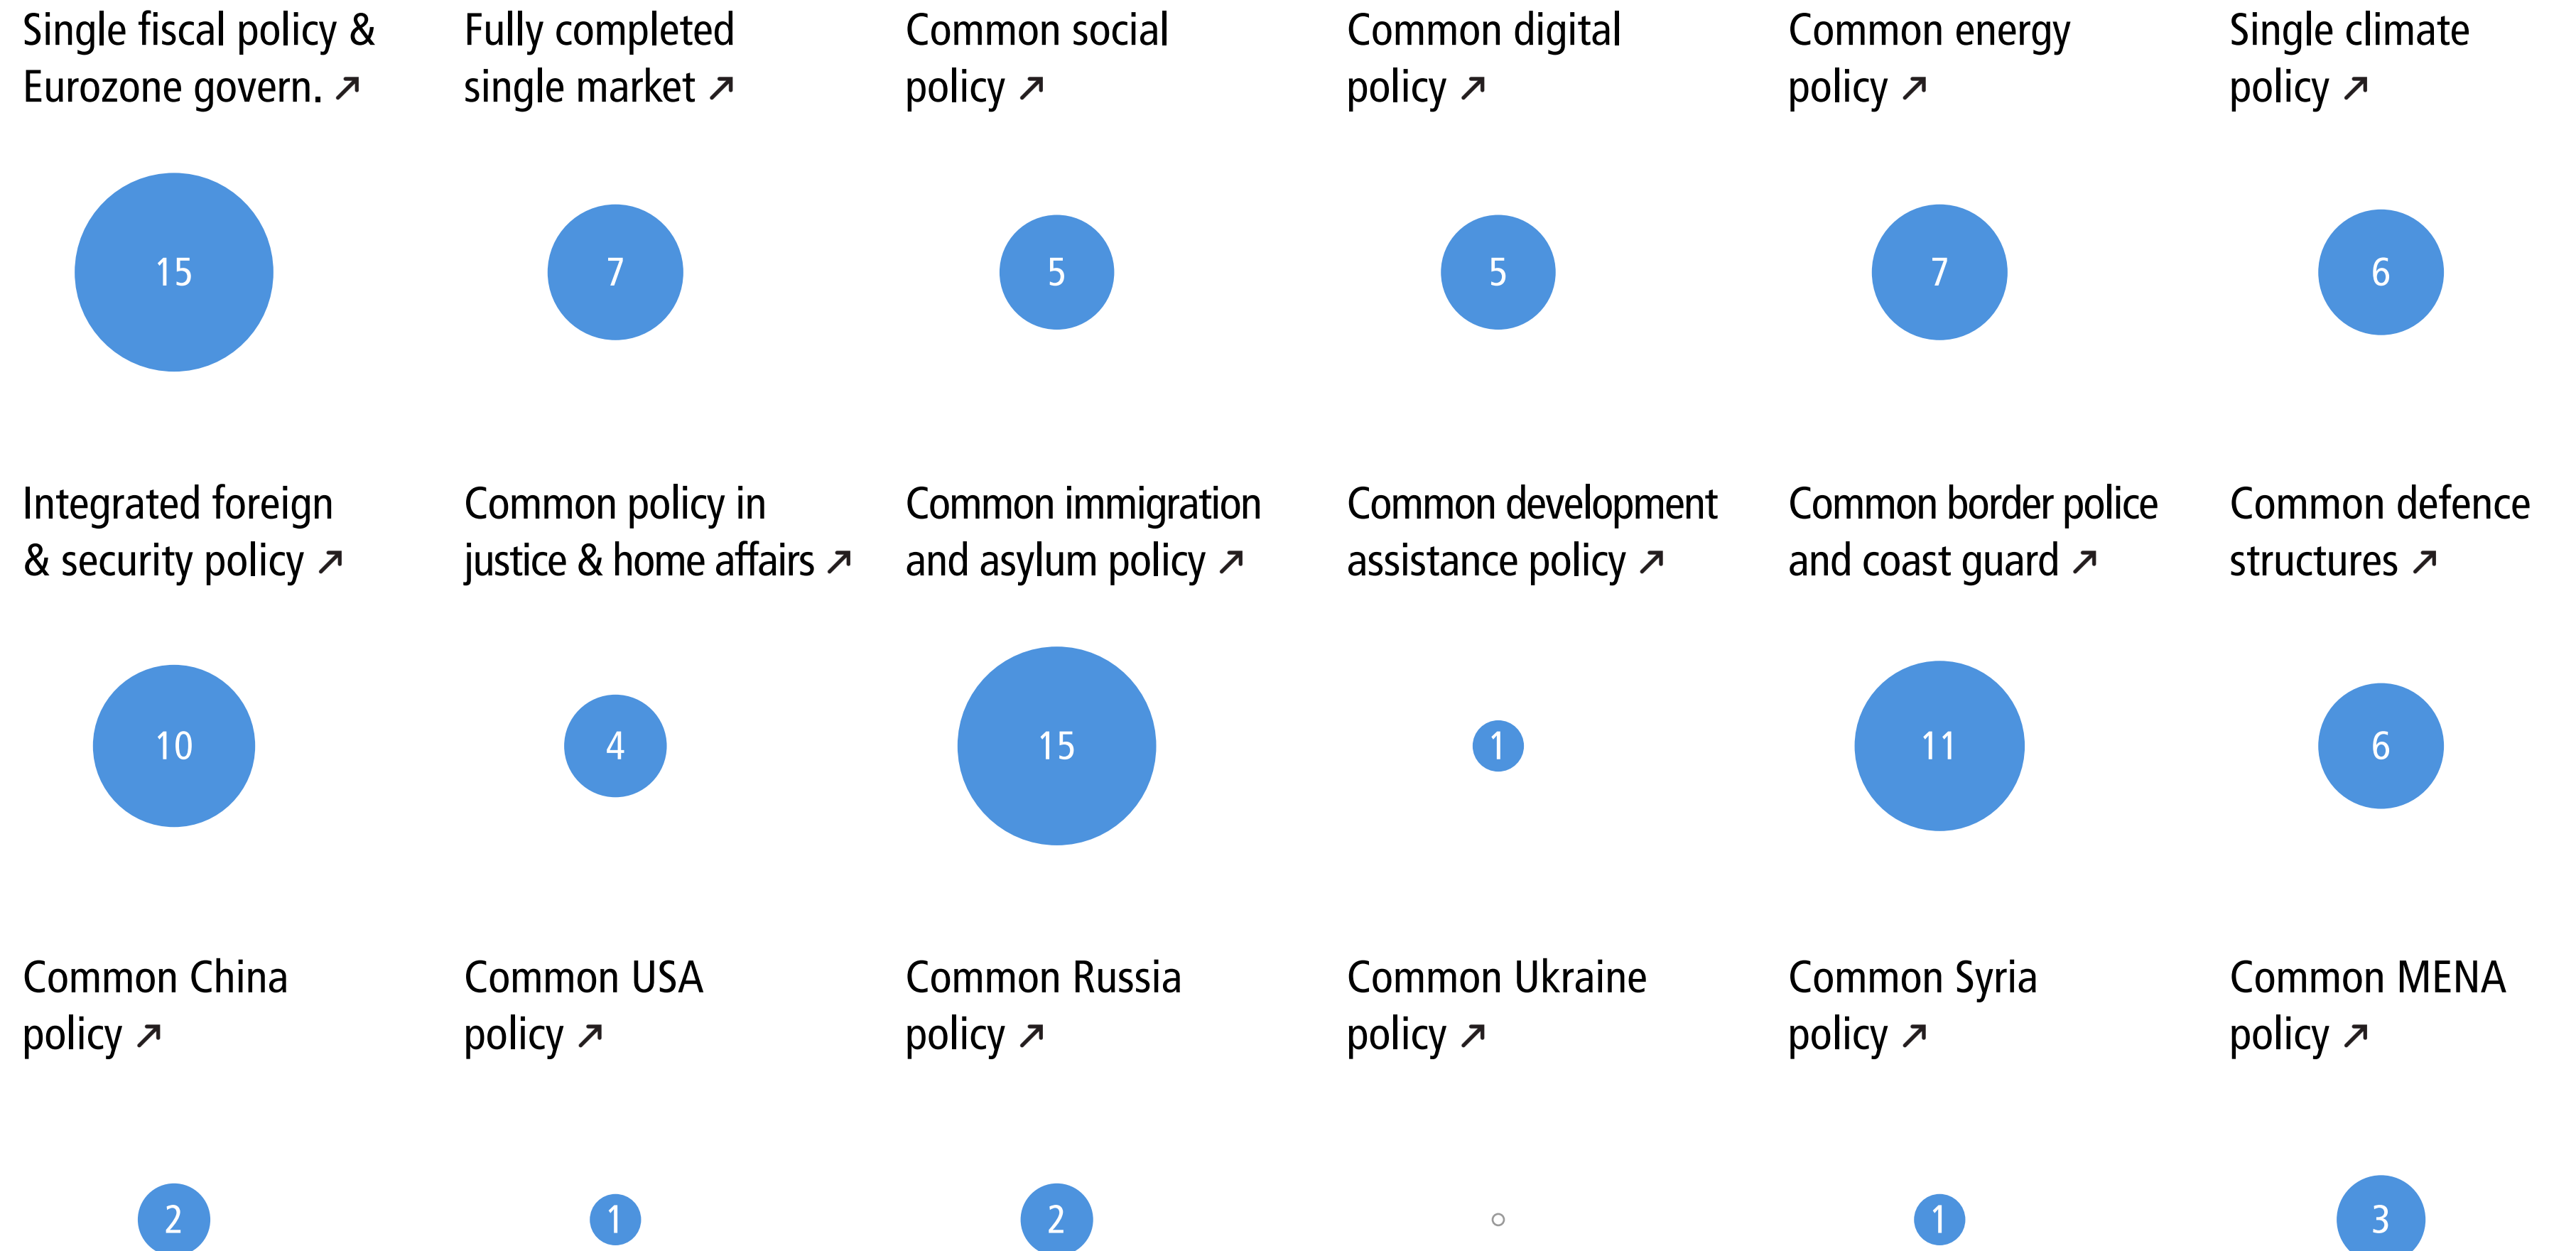 Single fiscal policy &
Eurozone govern. ↗
Fully completed
single market ↗
Common social
policy ↗
Common digital
policy ↗
Common energy
policy ↗
Single climate
policy ↗
15
7
5
5
7
6
Integrated foreign
& security policy ↗
Common policy in
justice & home affairs ↗
Common immigration
and asylum policy ↗
Common development
assistance policy ↗
Common border police
and coast guard ↗
Common defence
structures ↗
10
4
15
1
11
6
Common China
policy ↗
Common USA
policy ↗
Common Russia
policy ↗
Common Ukraine
policy ↗
Common Syria
policy ↗
Common MENA
policy ↗
2
1
2
1
3